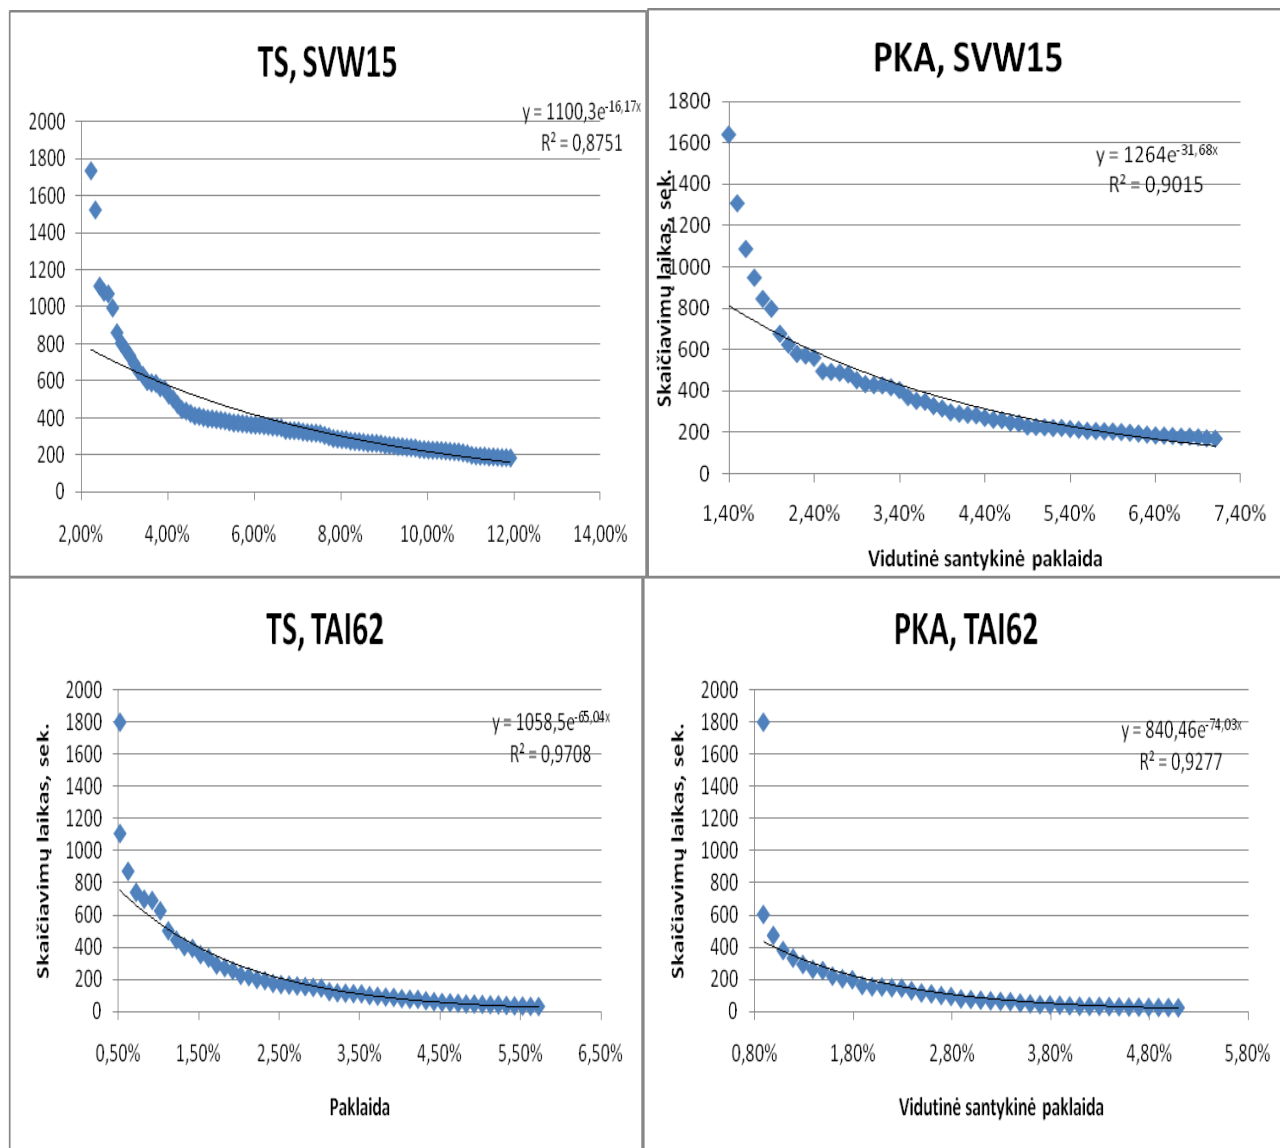 TS, SVW15
y = 1100,3e^-16,17x
R² = 0,8751
2000
1800
1600
1400
1200
1000
800
600
400
200
0
2,00% 4,00% 6,00% 8,00% 10,00% 12,00% 14,00%
PKA, SVW15
y = 1264e^-31,68x
R² = 0,9015
Skaičiavimų laikas, sek.
1800
1600
1400
1200
1000
800
600
400
200
0
1,40% 2,40% 3,40% 4,40% 5,40% 6,40% 7,40%
Vidutinė santykinė paklaida
TS, TAI62
y = 1058,5e^-65,04x
R² = 0,9708
Skaičiavimų laikas, sek.
2000
1800
1600
1400
1200
1000
800
600
400
200
0
0,50% 1,50% 2,50% 3,50% 4,50% 5,50% 6,50%
Paklaida
PKA, TAI62
y = 840,46e^-74,03x
R² = 0,9277
Skaičiavimų laikas, sek.
2000
1800
1600
1400
1200
1000
800
600
400
200
0
0,80% 1,80% 2,80% 3,80% 4,80% 5,80%
Vidutinė santykinė paklaida